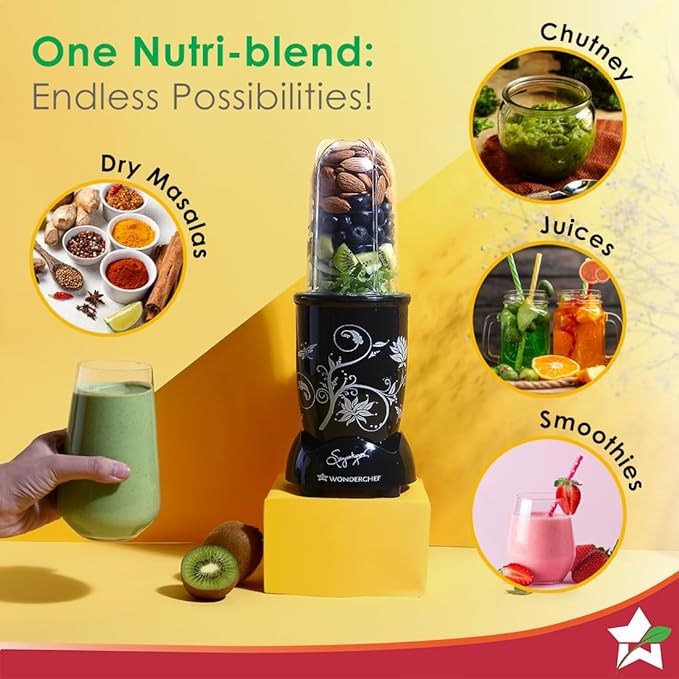 One Nutri-blend:
Endless Possibilities!
Chutney
Dry Masalas
Juices
Smoothies
WONDERCHEF